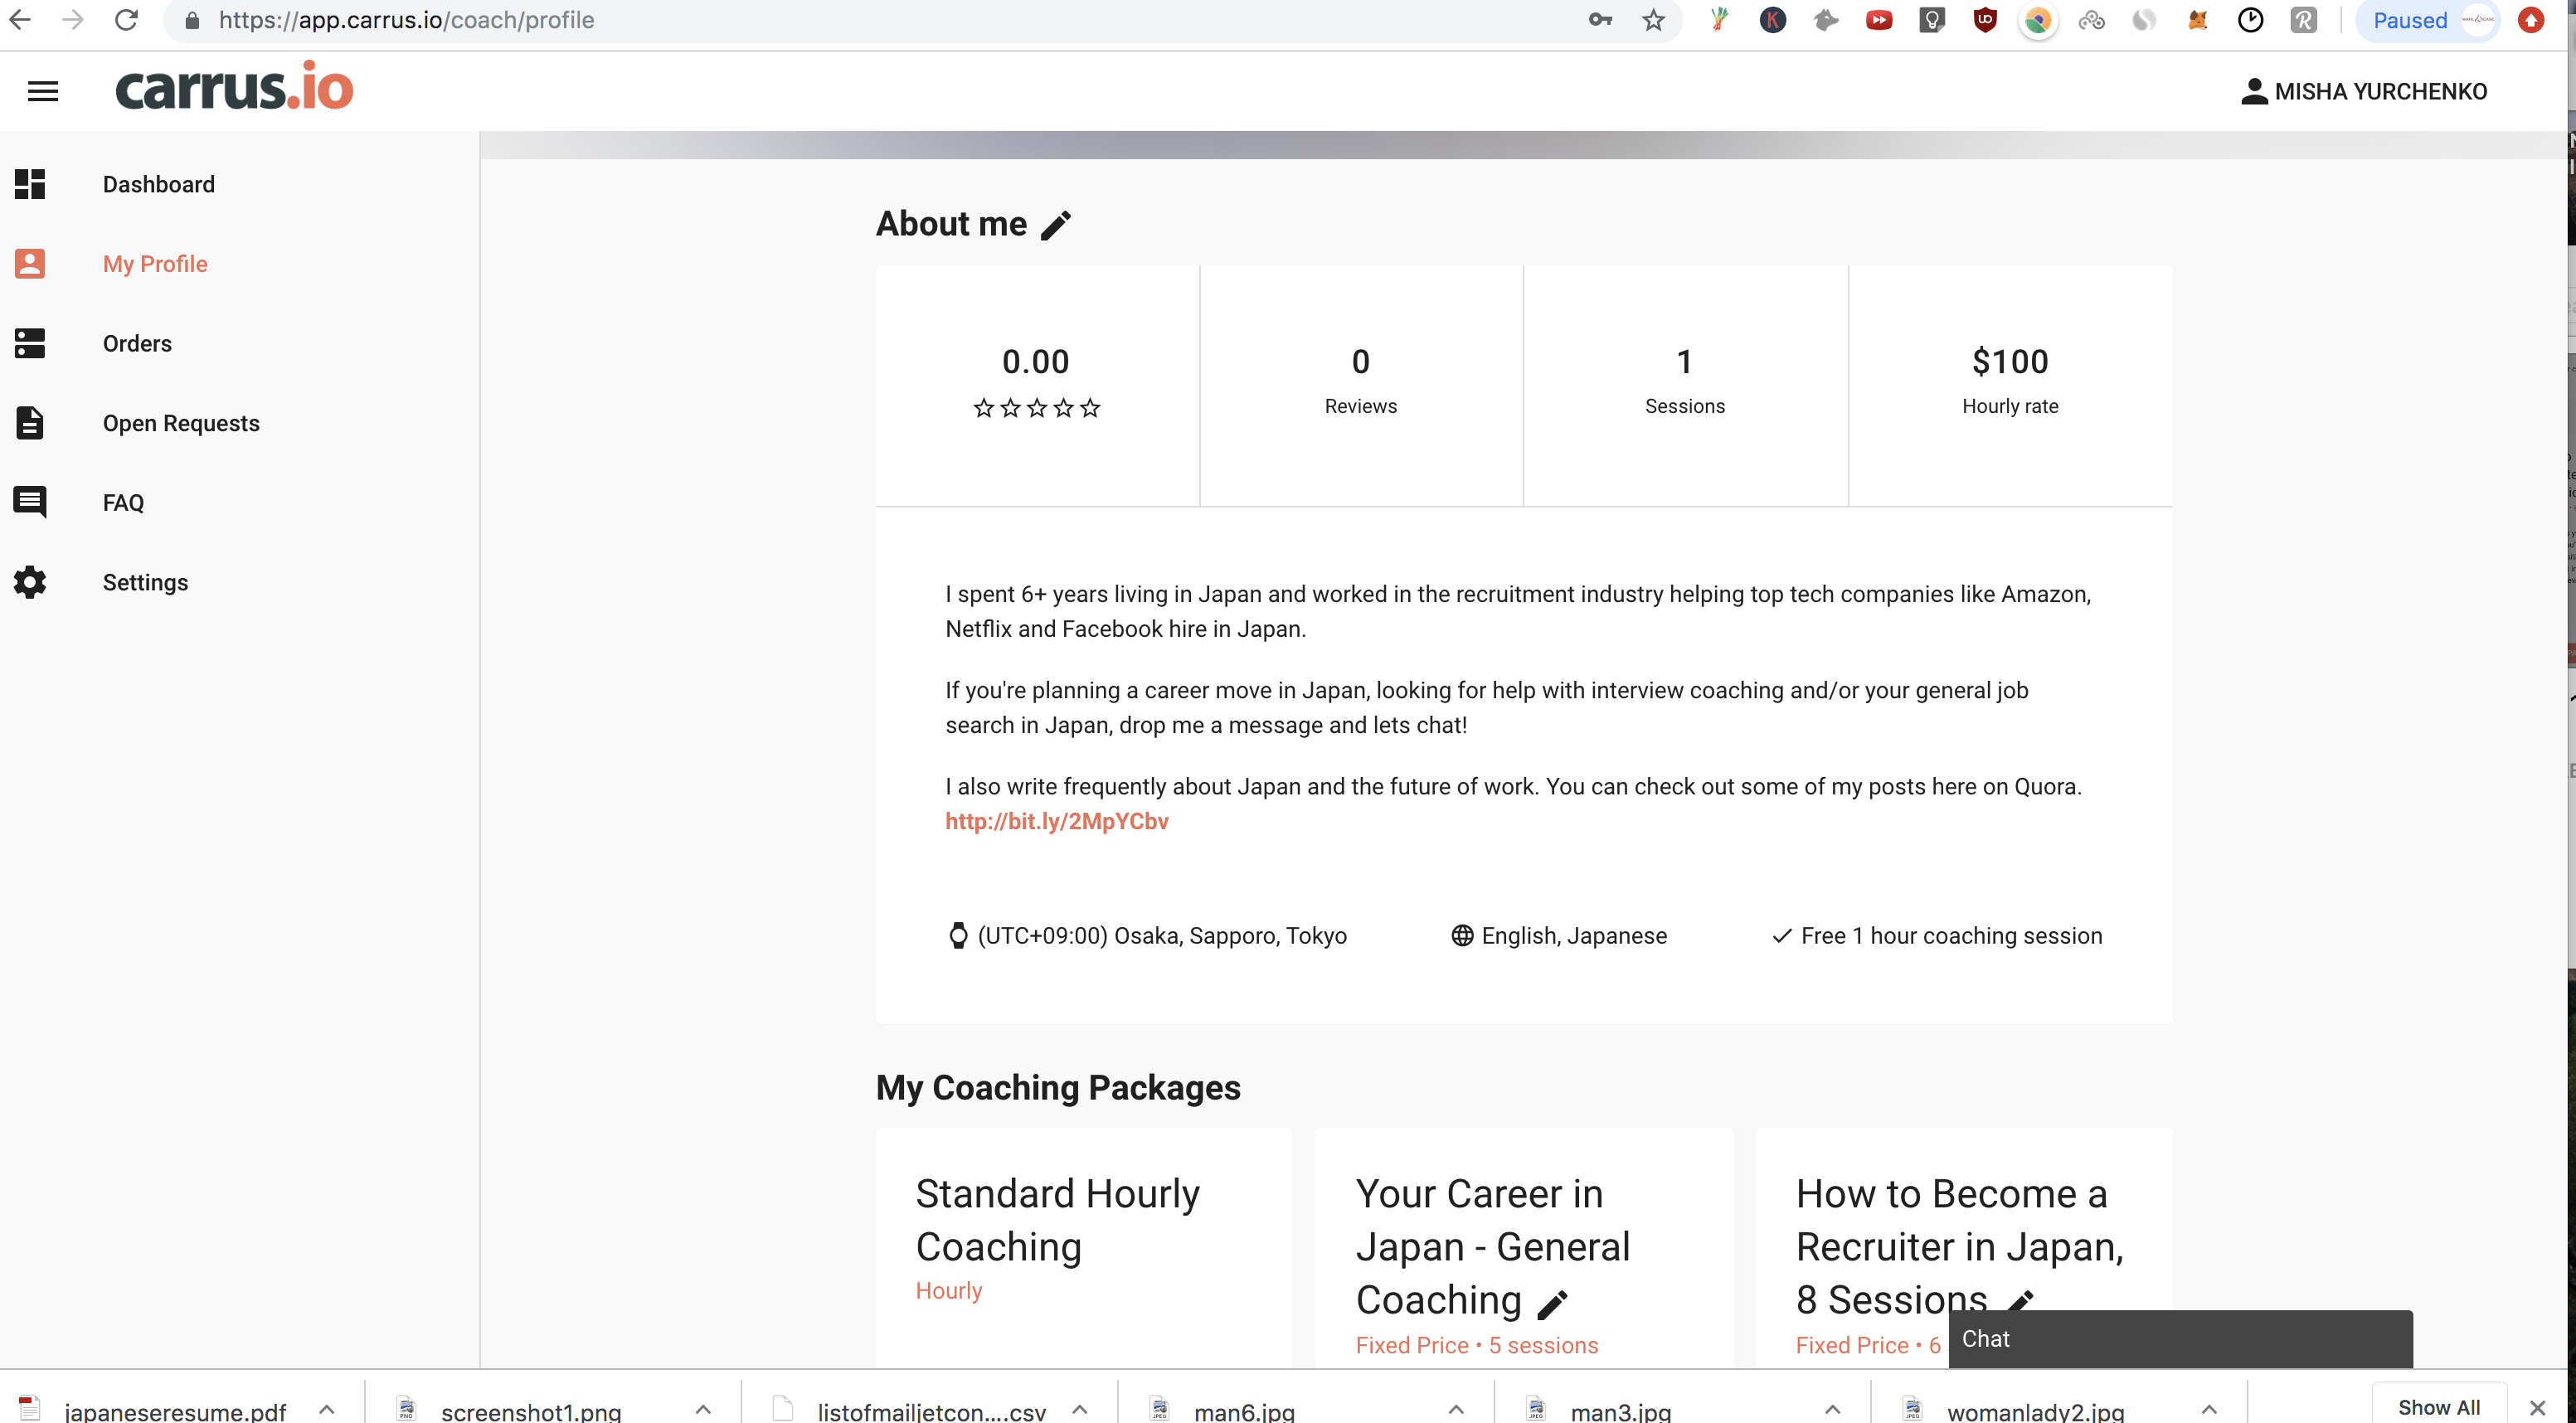 https://app.carrus.io/coach/profile
Paused
carrus.io
MISHA YURCHENKO
Dashboard
My Profile
Orders
Open Requests
FAQ
Settings
About me
0.00
0
Reviews
1
Sessions
$100
Hourly rate
I spent 6+ years living in Japan and worked in the recruitment industry helping top tech companies like Amazon,
Netflix and Facebook hire in Japan.
If you're planning a career move in Japan, looking for help with interview coaching and/or your general job
search in Japan, drop me a message and lets chat!
I also write frequently about Japan and the future of work. You can check out some of my posts here on Quora.
http://bit.ly/2MpYCbv
(UTC+09:00) Osaka, Sapporo, Tokyo
English, Japanese
Free 1 hour coaching session
My Coaching Packages
Standard Hourly
Coaching
Hourly
Your Career in
Japan - General
Coaching
Fixed Price • 5 sessions
How to Become a
Recruiter in Japan,
8 Sessions
Fixed Price • 6
Chat
japaneseresume.pdf
screenshot1.png
listofmailjetcon....csv
man6.jpg
man3.jpg
womanlady2.jpg
Show All